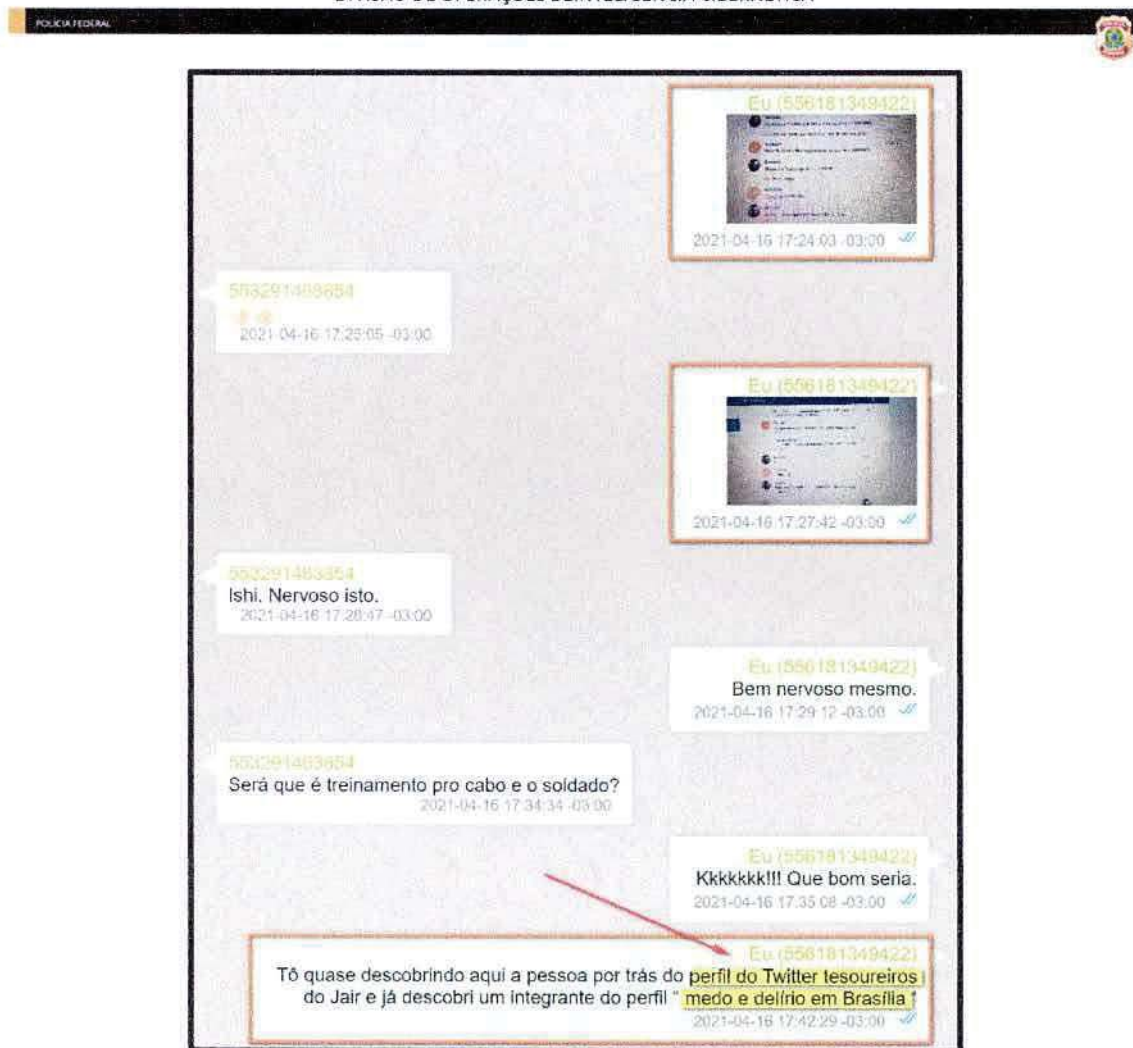 POLÍCIA FEDERAL
Eu (556181349422)
2021-04-16 17:24:03 -03:00
553291463854
2021-04-16 17:25:05 -03:00
Eu (556181349422)
2021-04-16 17:27:42 -03:00
553291463854
Ishi. Nervoso isto.
2021-04-16 17:28:47 -03:00
Eu (556181349422)
Bem nervoso mesmo.
2021-04-16 17:29:12 -03:00
553291463854
Será que é treinamento pro cabo e o soldado?
2021-04-16 17:34:34 -03:00
Eu (556181349422)
Kkkkkkk!!! Que bom seria.
2021-04-16 17:35:08 -03:00
Eu (556181349422)
Tô quase descobrindo aqui a pessoa por trás do perfil do Twitter tesoureiros
do Jair e já descobri um integrante do perfil " medo e delírio em Brasília "
2021-04-16 17:42:29 -03:00